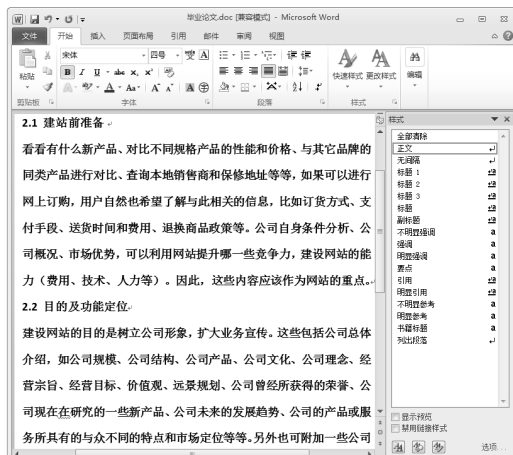 毕业论文.doc [兼容模式] - Microsoft Word
文件 开始 插入 页面布局 引用 邮件 审阅 视图
宋体 四号
粘贴 快速样式 更改样式 编辑
剪贴板 字体 段落 样式
2.1 建站前准备
看看有什么新产品、对比不同规格产品的性能和价格、与其它品牌的
同类产品进行对比、查询本地销售商和保修地址等等,如果可以进行
网上订购,用户自然也希望了解与此相关的信息,比如订货方式、支
付手段、送货时间和费用、退换商品政策等。公司自身条件分析、公
司概况、市场优势,可以利用网站提升哪一些竞争力,建设网站的能
力(费用、技术、人力等)。因此,这些内容应该作为网站的重点。
2.2 目的及功能定位
建设网站的目的是树立公司形象,扩大业务宣传。这些包括公司总体
介绍,如公司规模、公司结构、公司产品、公司文化、公司理念、经
营宗旨、经营目标、价值观、远景规划、公司曾经所获得的荣誉、公
司现在在研究的一些新产品、公司未来的发展趋势、公司的产品或服
务所具有的与众不同的特点和市场定位等等。另外也可附加一些公司
样式
全部清除
正文
无间隔
标题 1
标题 2
标题 3
标题
副标题
不明显强调
强调
明显强调
要点
引用
明显引用
不明显参考
明显参考
书籍标题
列出段落
显示预览
禁用链接样式
选项...